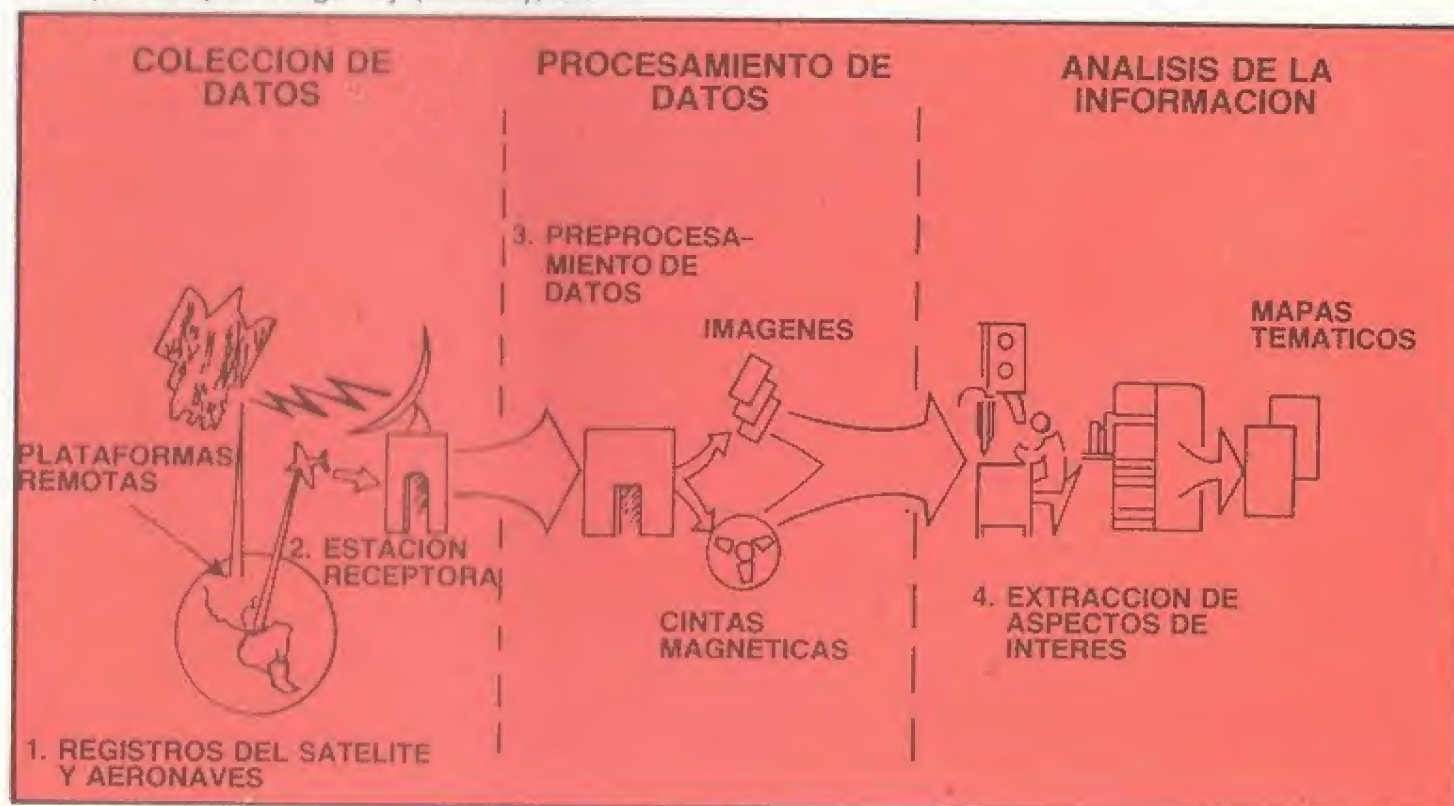 COLECCION DE
DATOS
PROCESAMIENTO DE
DATOS
ANALISIS DE LA
INFORMACION
3. PREPROCESA-
MIENTO DE
DATOS
IMAGENES
MAPAS
TEMATICOS
PLATAFORMAS
REMOTAS
2. ESTACION
RECEPTORA
CINTAS
MAGNETICAS
4. EXTRACCION DE
ASPECTOS DE
INTERES
1. REGISTROS DEL SATELITE
Y AERONAVES